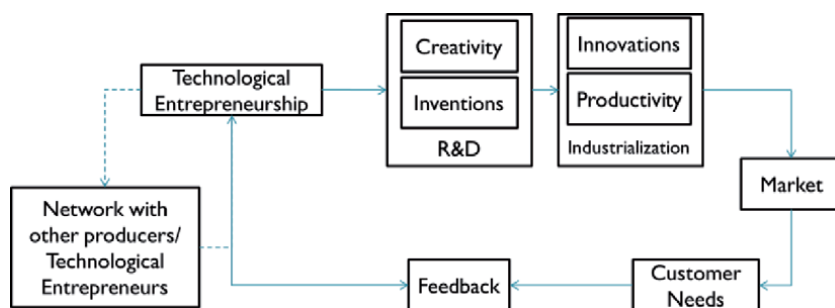 Technological
Entrepreneurship
Creativity
Inventions
R&D
Innovations
Productivity
Industrialization
Market
Customer
Needs
Feedback
Network with
other producers/
Technological
Entrepreneurs